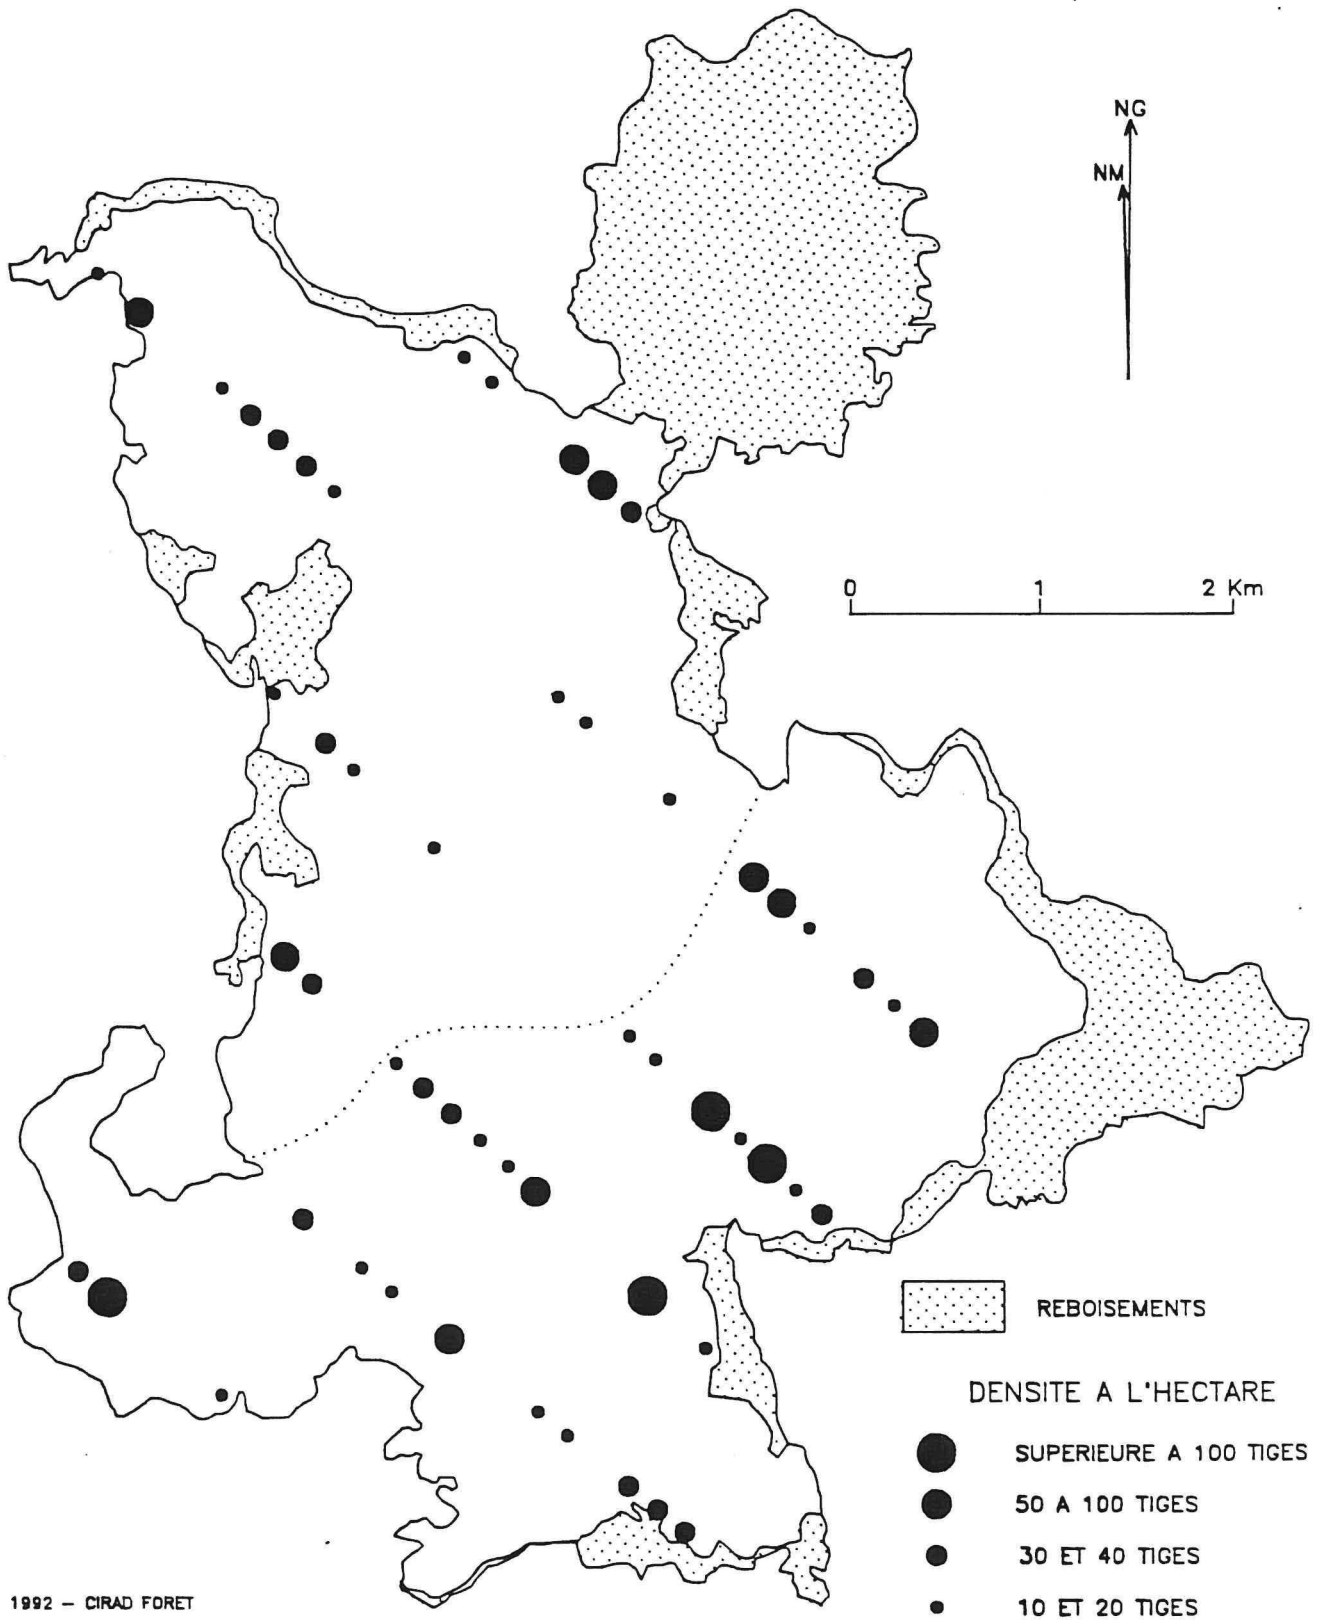 NG
NM
0 1 2 Km
REBOISEMENTS
DENSITE A L'HECTARE
SUPERIEURE A 100 TIGES
50 A 100 TIGES
30 ET 40 TIGES
10 ET 20 TIGES
1992 – CIRAD FORET